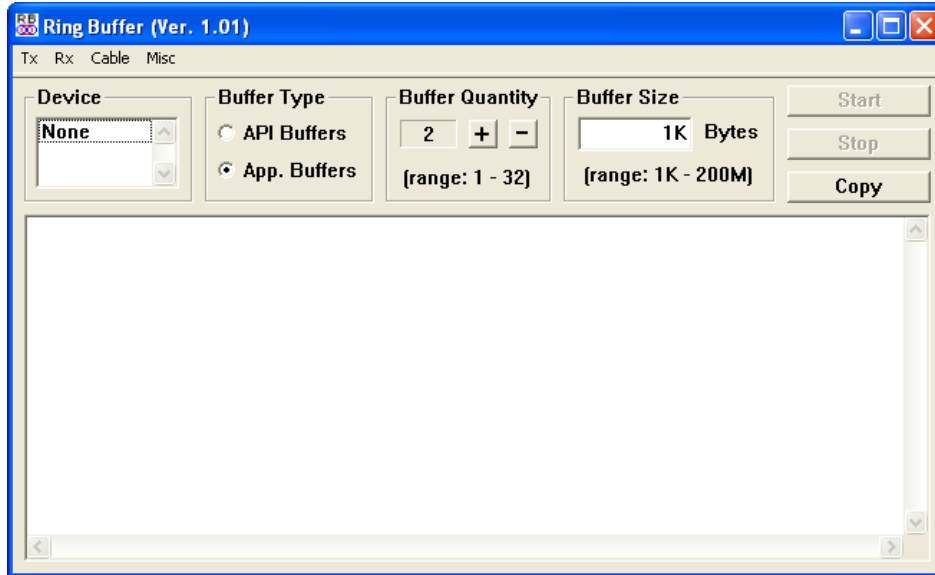 RB Ring Buffer (Ver. 1.01)
Tx Rx Cable Misc
Device
None
Buffer Type
API Buffers
App. Buffers
Buffer Quantity
2 + -
(range: 1 - 32)
Buffer Size
1K Bytes
(range: 1K - 200M)
Start
Stop
Copy